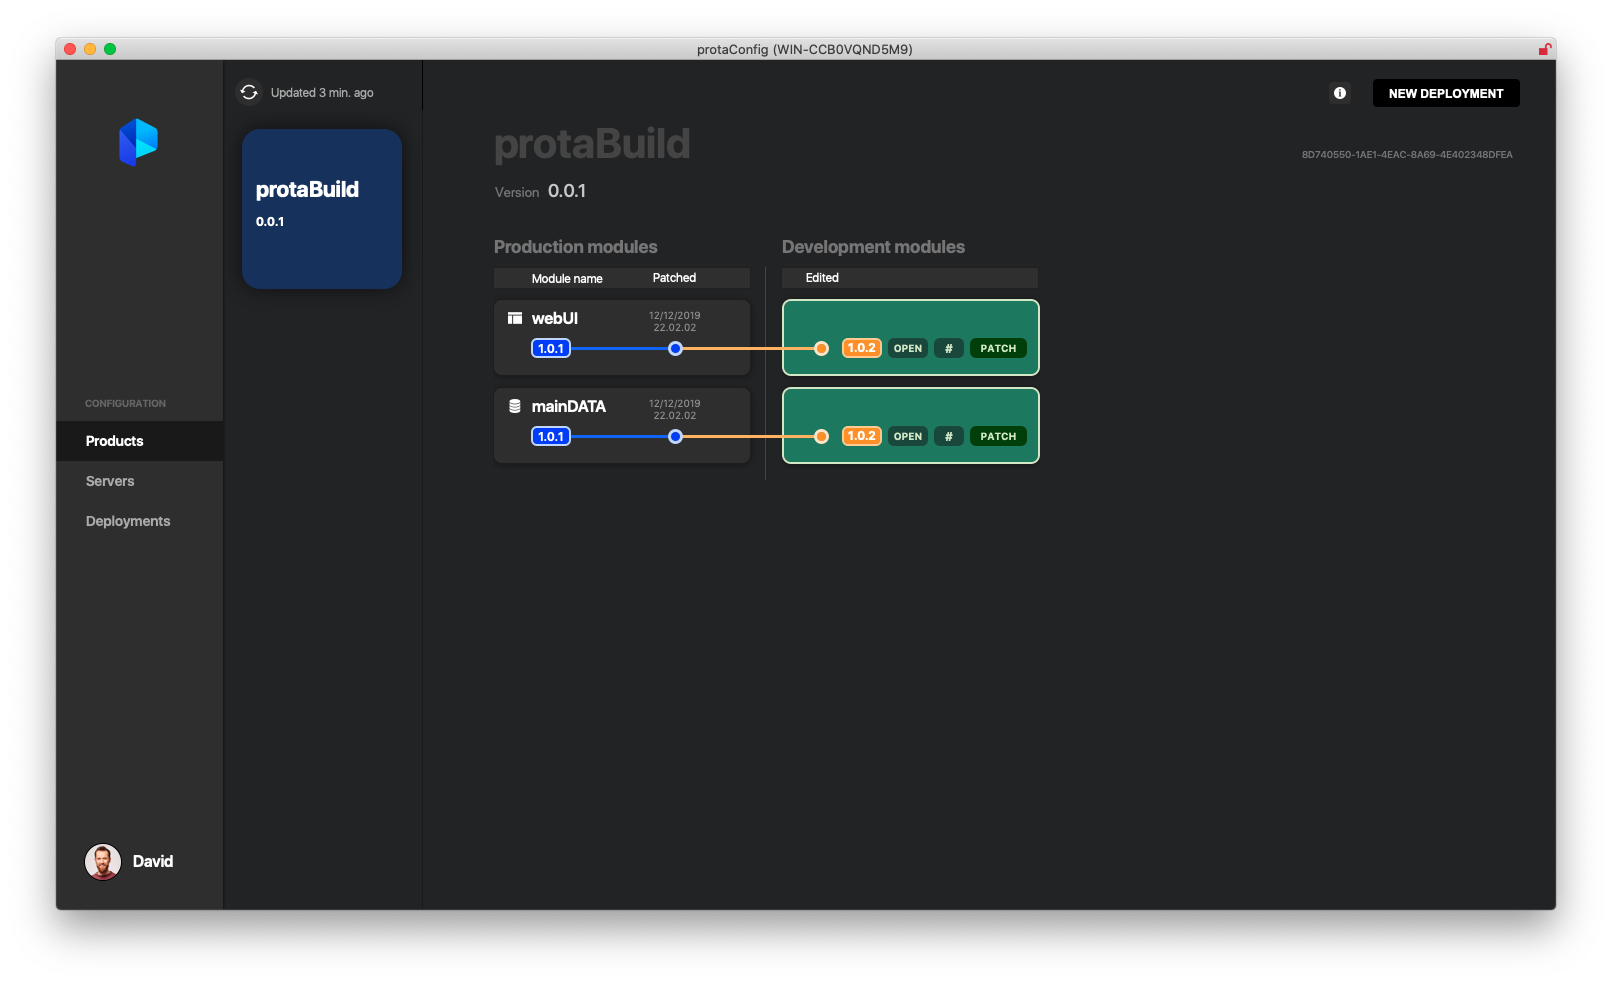 protaConfig (WIN-CCB0VQND5M9)
Updated 3 min. ago
NEW DEPLOYMENT
protaBuild
0.0.1
protaBuild
8D740550-1AE1-4EAC-8A69-4E402348DFEA
Version 0.0.1
Production modules
Development modules
Module name Patched
Edited
webUI
12/12/2019
22.02.02
1.0.1
1.0.2 OPEN # PATCH
mainDATA
12/12/2019
22.02.02
1.0.1
1.0.2 OPEN # PATCH
CONFIGURATION
Products
Servers
Deployments
David